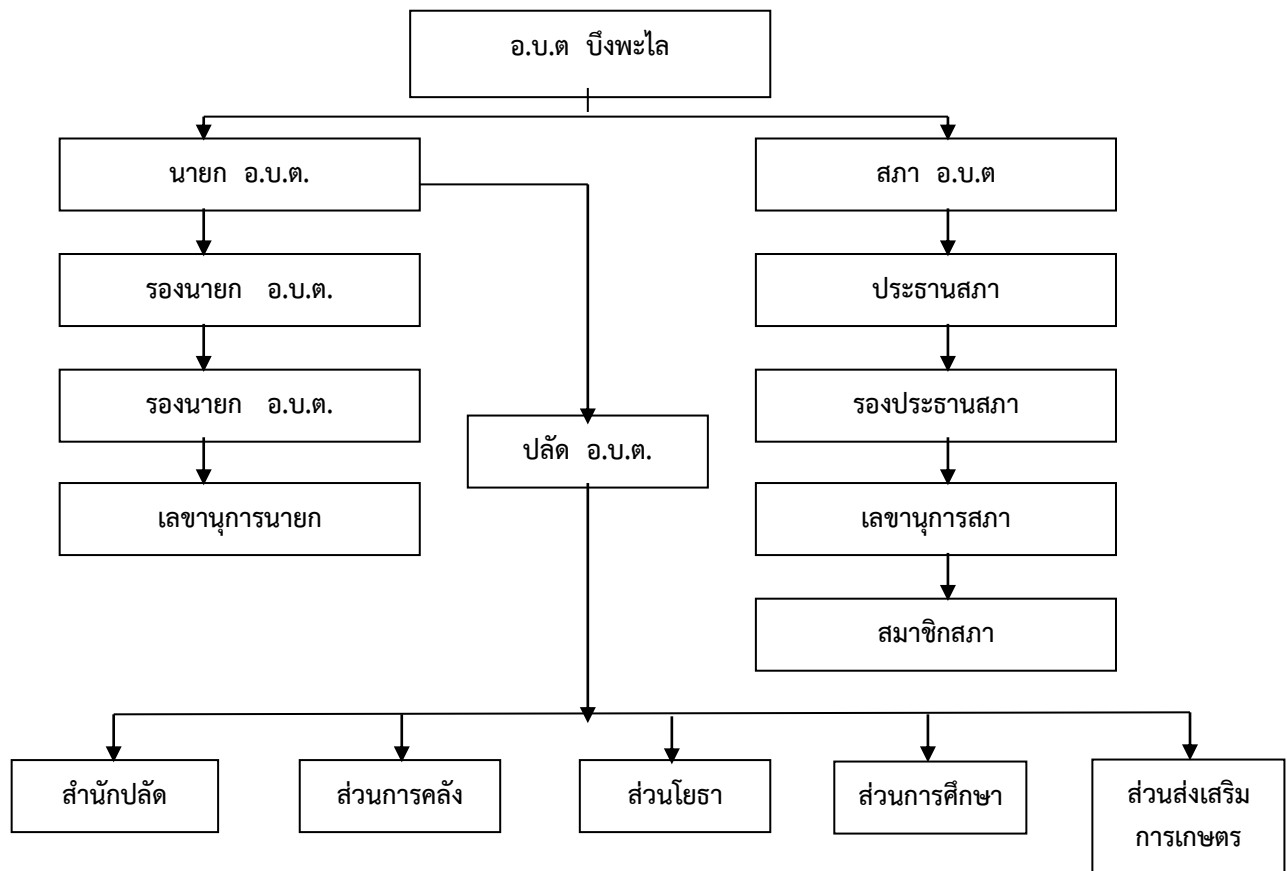 อ.บ.ต บึงพะไล
นายก อ.บ.ต.
สภา อ.บ.ต
รองนายก อ.บ.ต.
ประธานสภา
รองนายก อ.บ.ต.
รองประธานสภา
ปลัด อ.บ.ต.
เลขานุการนายก
เลขานุการสภา
สมาชิกสภา
สำนักปลัด
ส่วนการคลัง
ส่วนโยธา
ส่วนการศึกษา
ส่วนส่งเสริม
การเกษตร